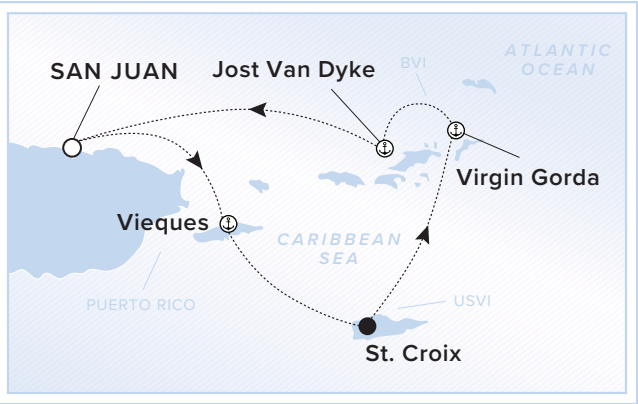 SAN JUAN
Jost Van Dyke
BVI
ATLANTIC
OCEAN
Virgin Gorda
Vieques
CARIBBEAN
SEA
PUERTO RICO
USVI
St. Croix